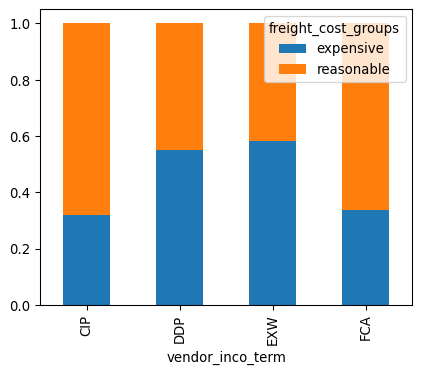 freight_cost_groups
expensive
reasonable
1.0
0.8
0.6
0.4
0.2
0.0
CIP
DDP
EXW
FCA
vendor_inco_term